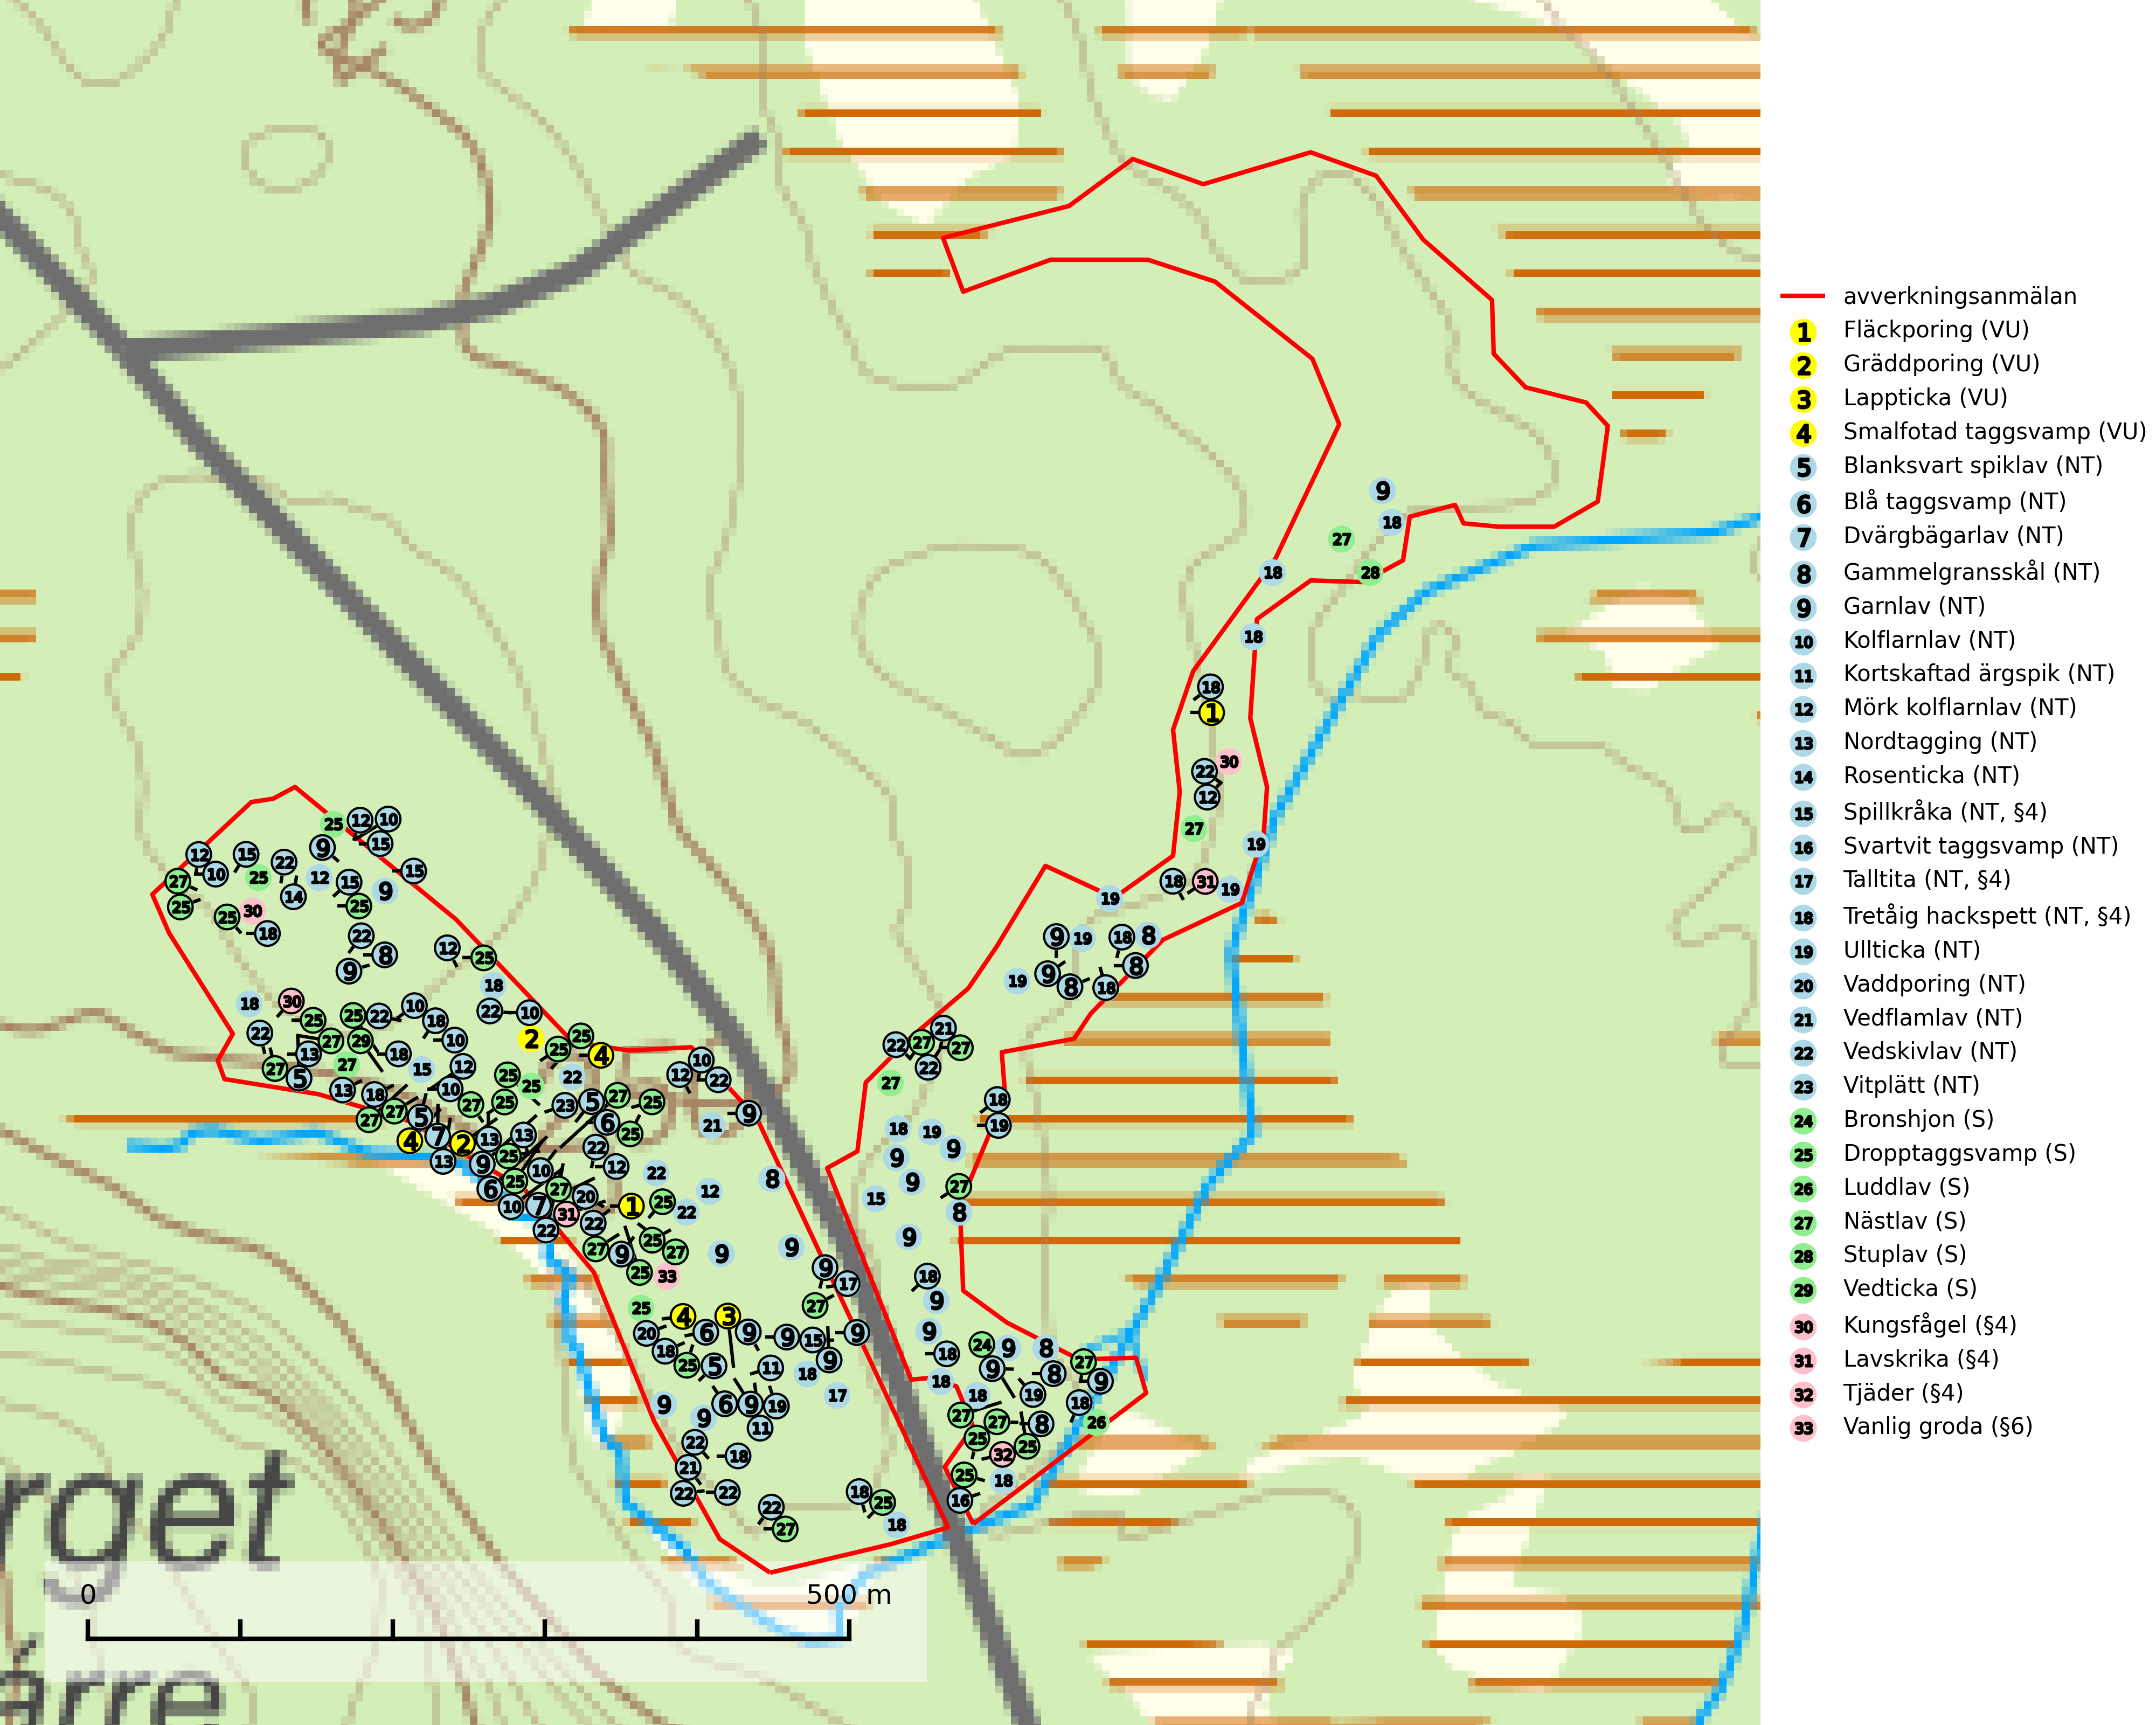 avverkningsanmälan
1 Fläckporing (VU)
2 Gräddporing (VU)
3 Lappticka (VU)
4 Smalfotad taggsvamp (VU)
5 Blanksvart spiklav (NT)
6 Blå taggsvamp (NT)
7 Dvärgbägarlav (NT)
8 Gammelgransskål (NT)
9 Garnlav (NT)
10 Kolflarnlav (NT)
11 Kortskaftad ärgspik (NT)
12 Mörk kolflarnlav (NT)
13 Nordtagging (NT)
14 Rosenticka (NT)
15 Spillkråka (NT, §4)
16 Svartvit taggsvamp (NT)
17 Talltita (NT, §4)
18 Tretåig hackspett (NT, §4)
19 Ullticka (NT)
20 Vaddporing (NT)
21 Vedflamlav (NT)
22 Vedskivlav (NT)
23 Vitplätt (NT)
24 Bronshjon (S)
25 Dropptaggsvamp (S)
26 Luddlav (S)
27 Nästlav (S)
28 Stuplav (S)
29 Vedticka (S)
30 Kungsfågel (§4)
31 Lavskrika (§4)
32 Tjäder (§4)
33 Vanlig groda (§6)
rget
ärre
0 500 m